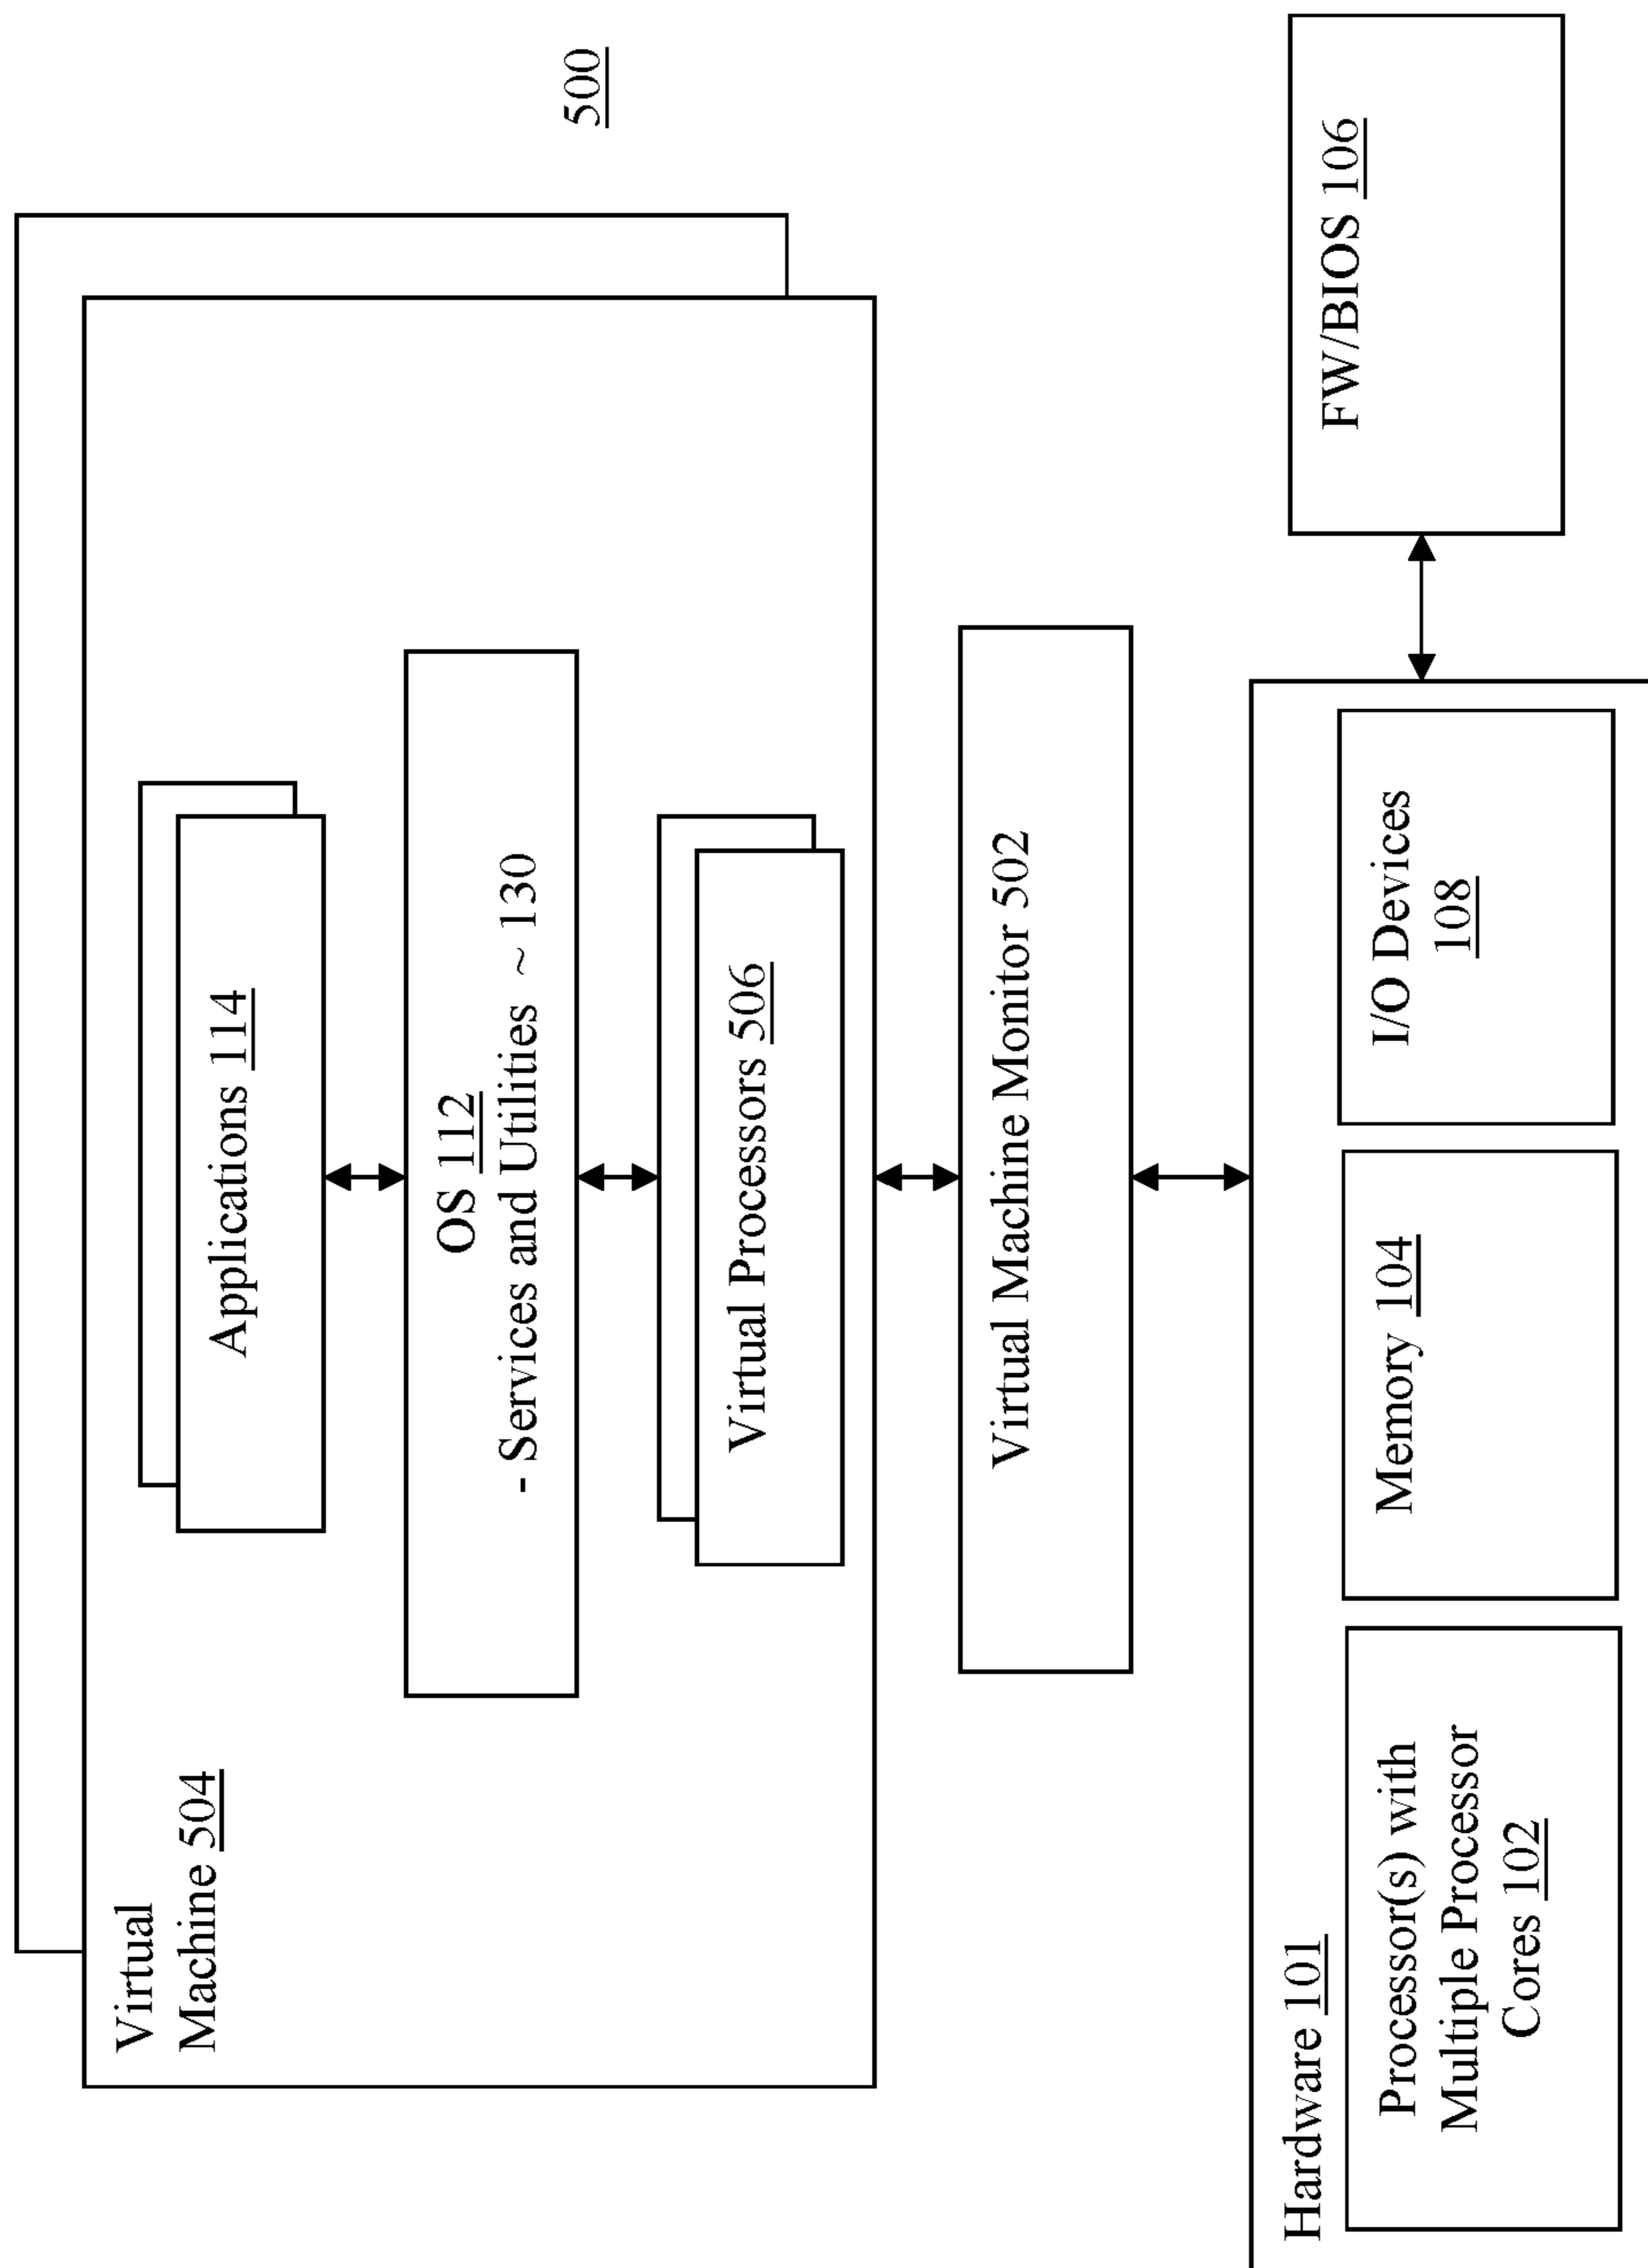 500
Virtual
Machine 504
Applications 114
OS 112
- Services and Utilities ~ 130
Virtual Processors 506
Virtual Machine Monitor 502
Hardware 101
Processor(s) with
Multiple Processor
Cores 102
Memory 104
I/O Devices
108
FW/BIOS 106